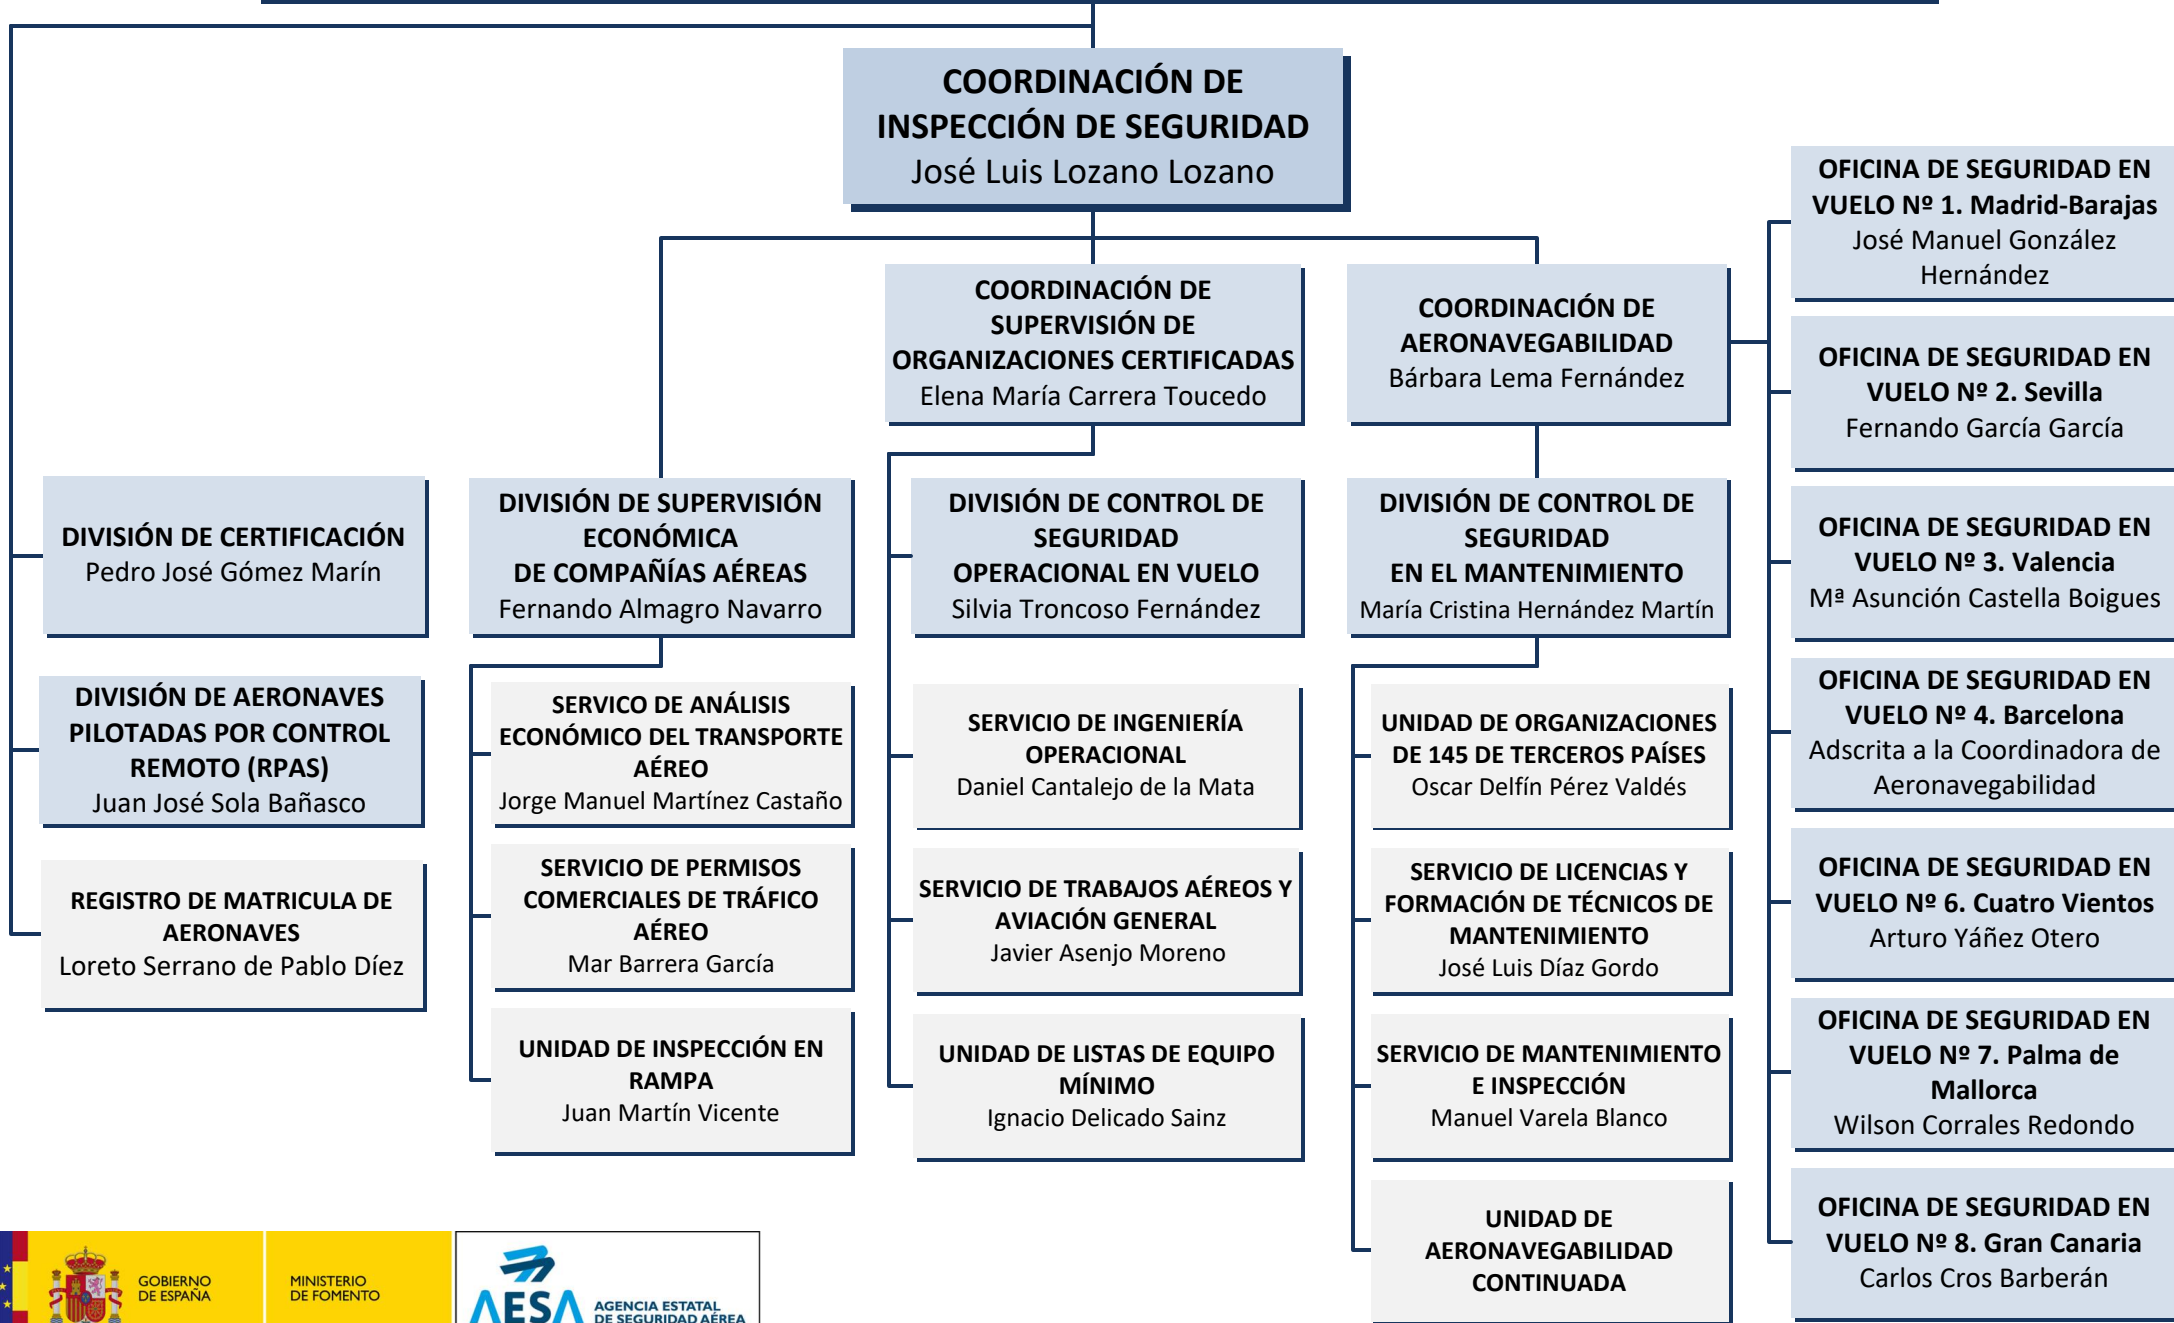 COORDINACIÓN DE
INSPECCIÓN DE SEGURIDAD
José Luis Lozano Lozano
COORDINACIÓN DE
SUPERVISIÓN DE
ORGANIZACIONES CERTIFICADAS
Elena María Carrera Toucedo
COORDINACIÓN DE
AERONAVEGABILIDAD
Bárbara Lema Fernández
DIVISIÓN DE CERTIFICACIÓN
Pedro José Gómez Marín
DIVISIÓN DE AERONAVES
PILOTADAS POR CONTROL
REMOTO (RPAS)
Juan José Sola Bañasco
REGISTRO DE MATRICULA DE
AERONAVES
Loreto Serrano de Pablo Díez
DIVISIÓN DE SUPERVISIÓN
ECONÓMICA
DE COMPAÑÍAS AÉREAS
Fernando Almagro Navarro
SERVICO DE ANÁLISIS
ECONÓMICO DEL TRANSPORTE
AÉREO
Jorge Manuel Martínez Castaño
SERVICIO DE PERMISOS
COMERCIALES DE TRÁFICO
AÉREO
Mar Barrera García
UNIDAD DE INSPECCIÓN EN
RAMPA
Juan Martín Vicente
DIVISIÓN DE CONTROL DE
SEGURIDAD
OPERACIONAL EN VUELO
Silvia Troncoso Fernández
SERVICIO DE INGENIERÍA
OPERACIONAL
Daniel Cantalejo de la Mata
SERVICIO DE TRABAJOS AÉREOS Y
AVIACIÓN GENERAL
Javier Asenjo Moreno
UNIDAD DE LISTAS DE EQUIPO
MÍNIMO
Ignacio Delicado Sainz
DIVISIÓN DE CONTROL DE
SEGURIDAD
EN EL MANTENIMIENTO
María Cristina Hernández Martín
UNIDAD DE ORGANIZACIONES
DE 145 DE TERCEROS PAÍSES
Oscar Delfín Pérez Valdés
SERVICIO DE LICENCIAS Y
FORMACIÓN DE TÉCNICOS DE
MANTENIMIENTO
José Luis Díaz Gordo
SERVICIO DE MANTENIMIENTO
E INSPECCIÓN
Manuel Varela Blanco
UNIDAD DE
AERONAVEGABILIDAD
CONTINUADA
OFICINA DE SEGURIDAD EN
VUELO Nº 1. Madrid-Barajas
José Manuel González
Hernández
OFICINA DE SEGURIDAD EN
VUELO Nº 2. Sevilla
Fernando García García
OFICINA DE SEGURIDAD EN
VUELO Nº 3. Valencia
Mª Asunción Castella Boigues
OFICINA DE SEGURIDAD EN
VUELO Nº 4. Barcelona
Adscrita a la Coordinadora de
Aeronavegabilidad
OFICINA DE SEGURIDAD EN
VUELO Nº 6. Cuatro Vientos
Arturo Yáñez Otero
OFICINA DE SEGURIDAD EN
VUELO Nº 7. Palma de
Mallorca
Wilson Corrales Redondo
OFICINA DE SEGURIDAD EN
VUELO Nº 8. Gran Canaria
Carlos Cros Barberán
GOBIERNO
DE ESPAÑA
MINISTERIO
DE FOMENTO
AESA
AGENCIA ESTATAL
DE SEGURIDAD AÉREA